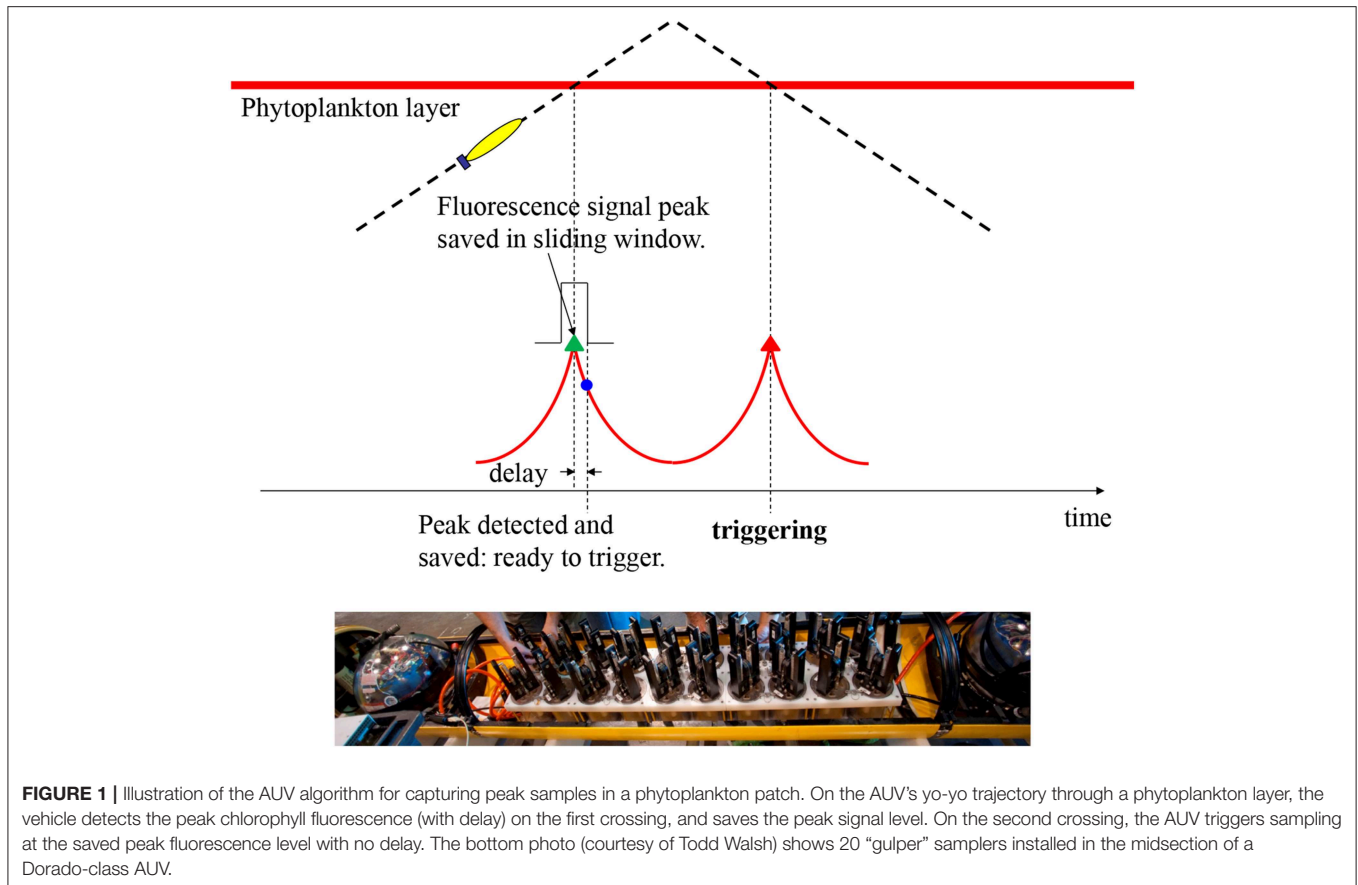 Phytoplankton layer
Fluorescence signal peak
saved in sliding window.
delay
Peak detected and
saved: ready to trigger.
triggering
time
FIGURE 1 | Illustration of the AUV algorithm for capturing peak samples in a phytoplankton patch. On the AUV's yo-yo trajectory through a phytoplankton layer, the
vehicle detects the peak chlorophyll fluorescence (with delay) on the first crossing, and saves the peak signal level. On the second crossing, the AUV triggers sampling
at the saved peak fluorescence level with no delay. The bottom photo (courtesy of Todd Walsh) shows 20 "gulper" samplers installed in the midsection of a
Dorado-class AUV.